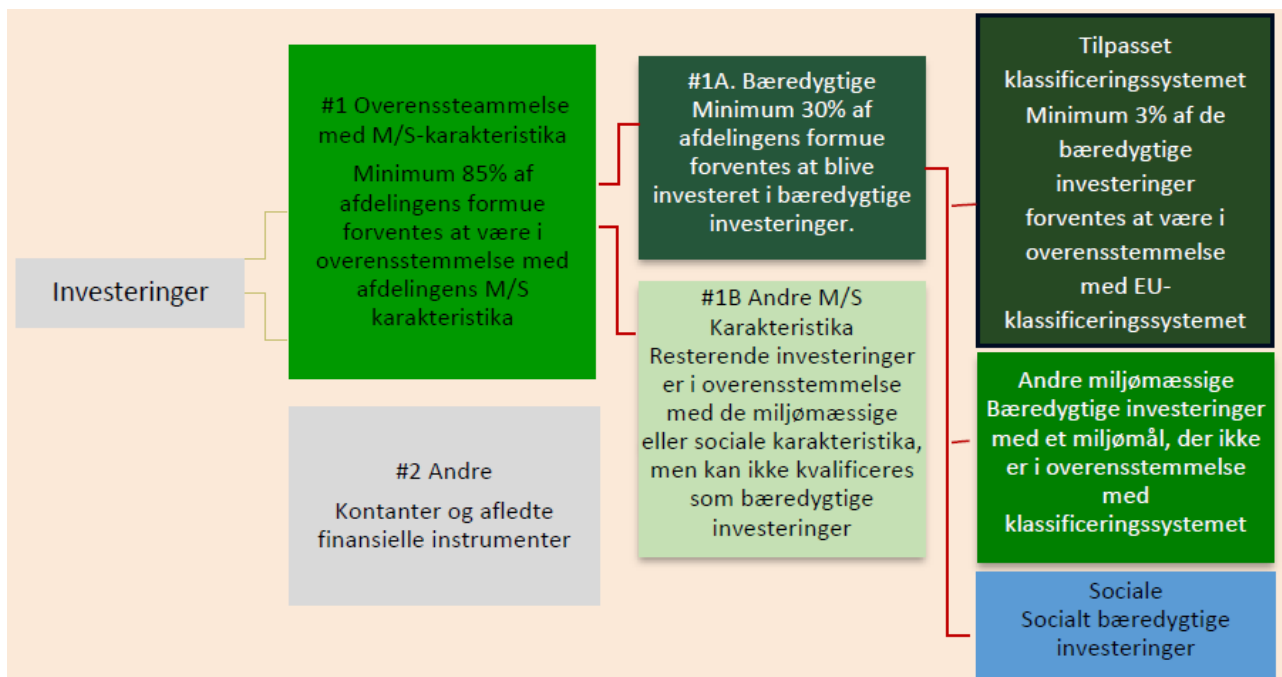 Investeringer
#1 Overenssteammelse
med M/S-karakteristika
Minimum 85% af
afdelingens formue
forventes at være i
overensstemmelse med
afdelingens M/S
karakteristika
#2 Andre
Kontanter og afledte
finansielle instrumenter
#1A. Bæredygtige
Minimum 30% af
afdelingens formue
forventes at blive
investeret i bæredygtige
investeringer.
#1B Andre M/S
Karakteristika
Resterende investeringer
er i overensstemmelse
med de miljømæssige
eller sociale karakteristika,
men kan ikke kvalificeres
som bæredygtige
investeringer
Tilpasset
klassificeringssystemet
Minimum 3% af de
bæredygtige
investeringer
forventes at være i
overensstemmelse
med EU-
klassificeringssystemet
Andre miljømæssige
Bæredygtige investeringer
med et miljømål, der ikke
er i overensstemmelse
med
klassificeringssystemet
Sociale
Socialt bæredygtige
investeringer